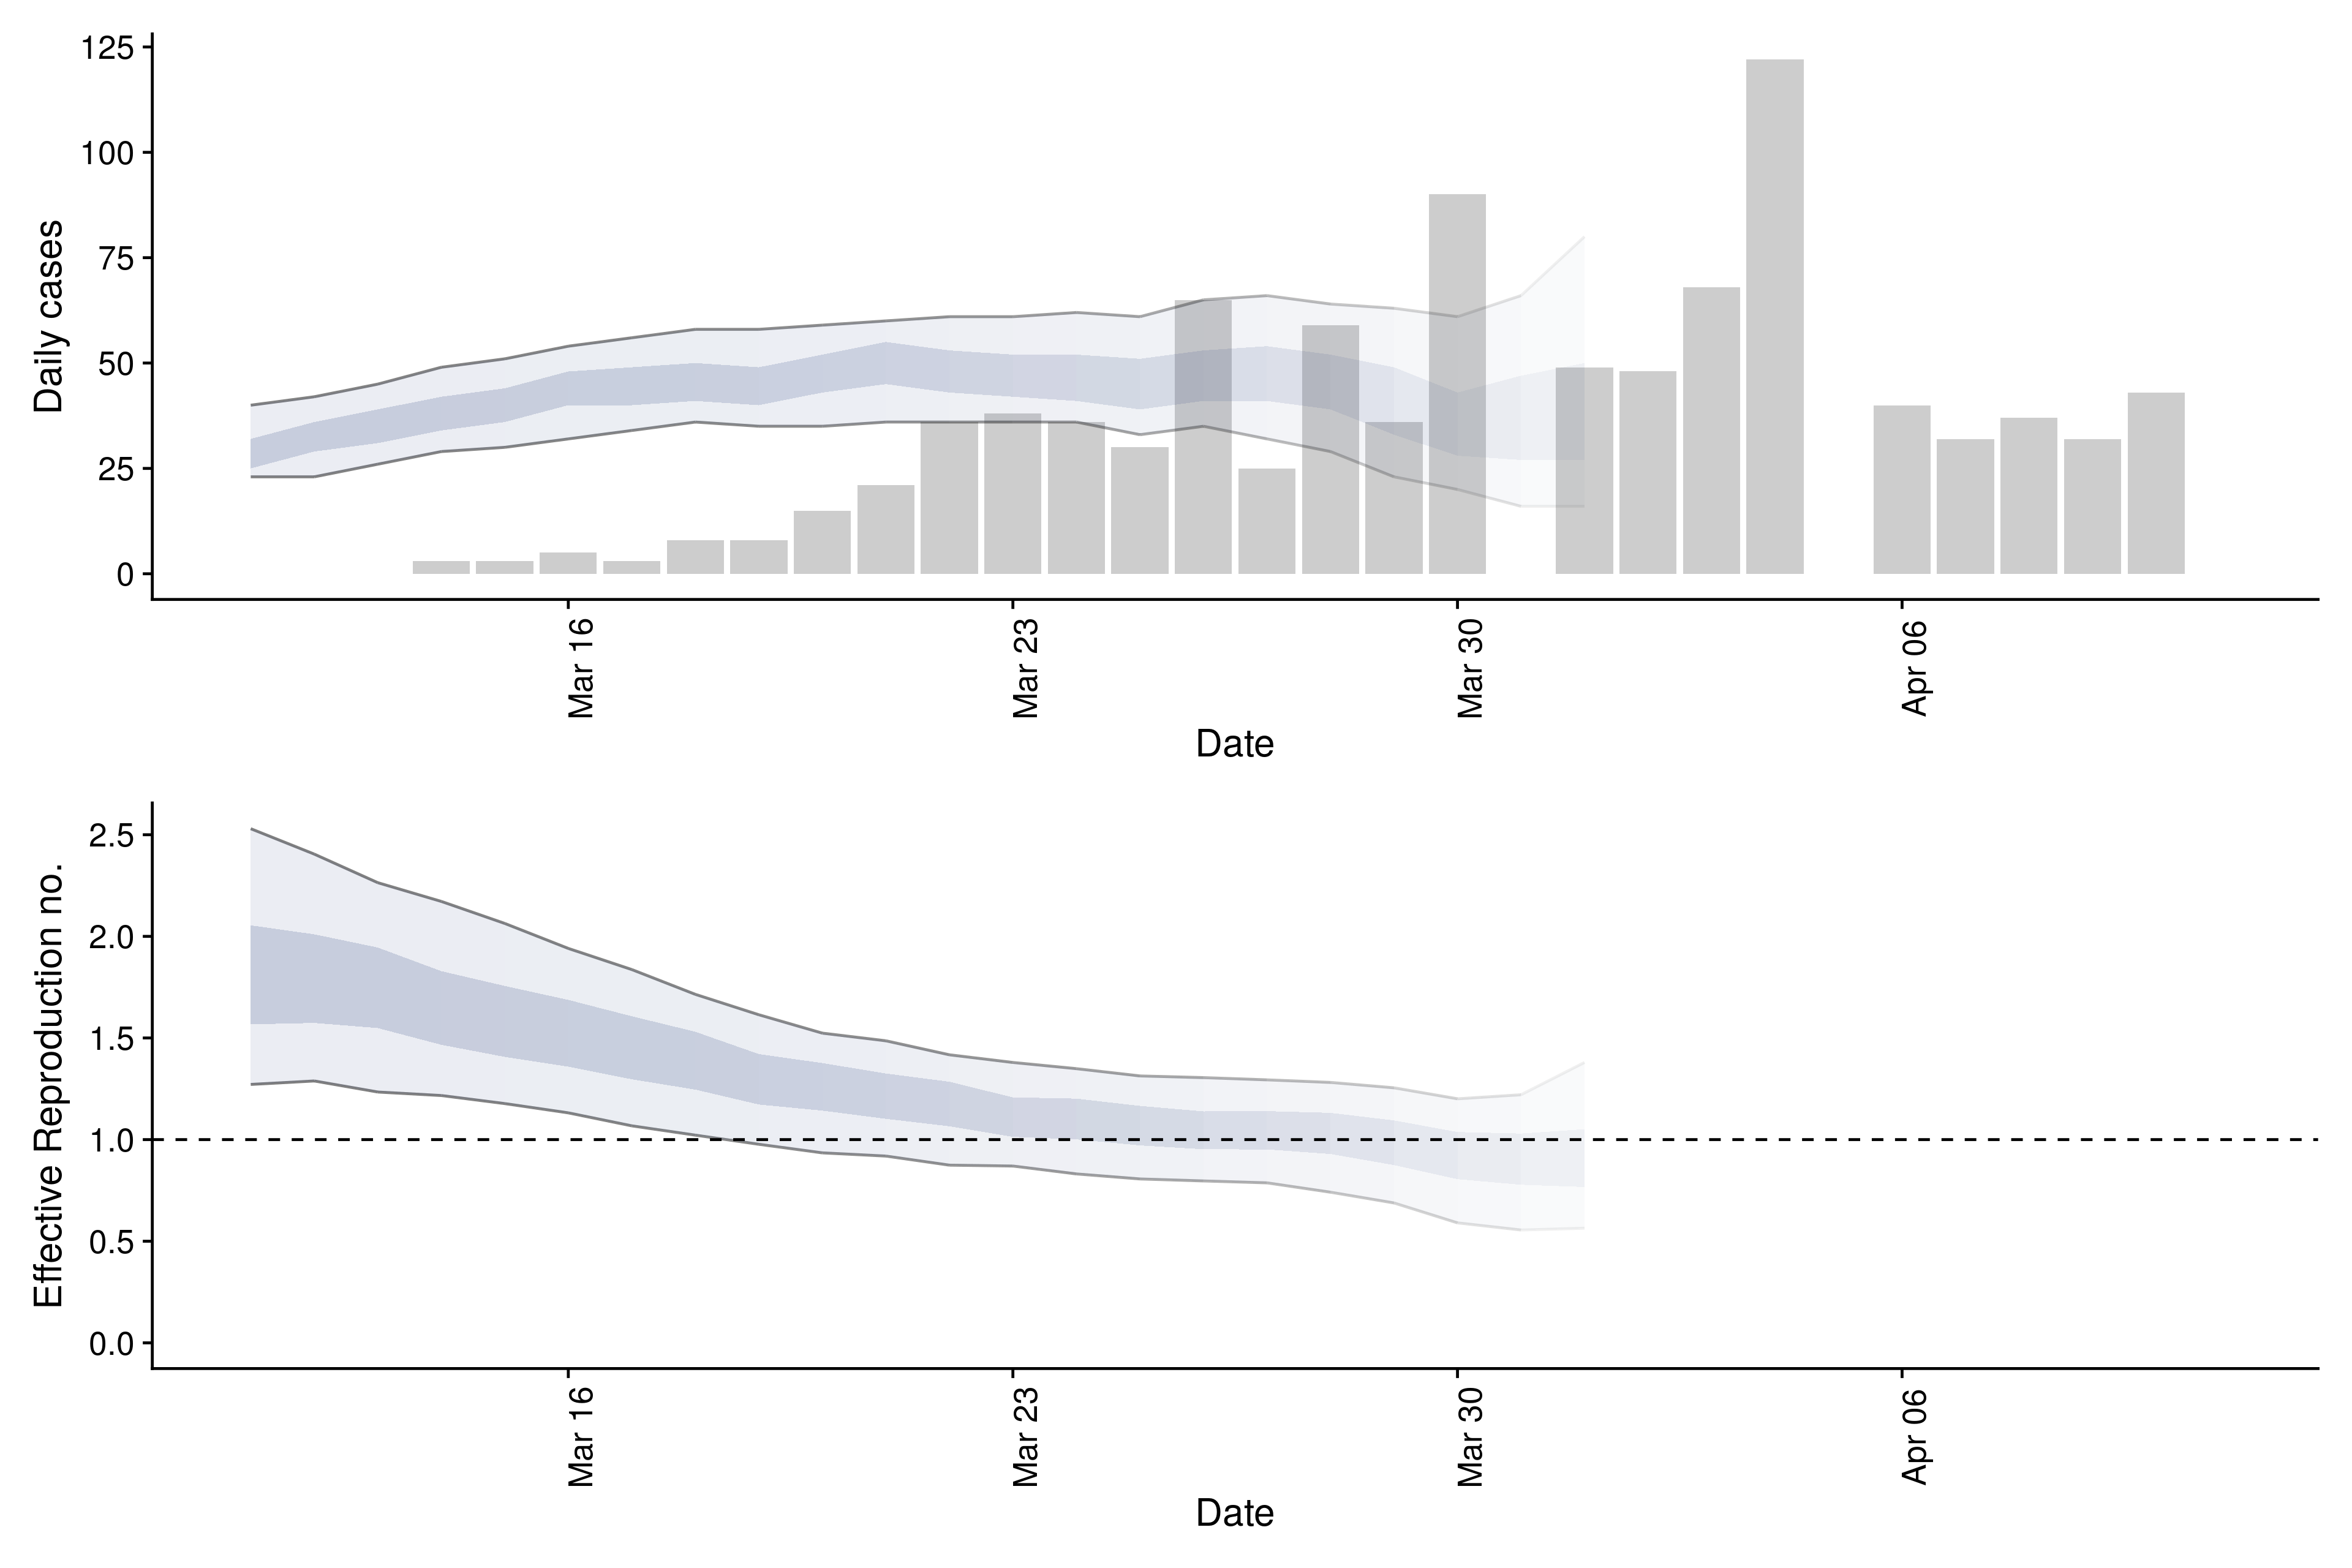 Daily cases
125
100
75
50
25
0
Mar 16
Mar 23
Mar 30
Apr 06
Date
Effective Reproduction no.
2.5
2.0
1.5
1.0
0.5
0.0
Mar 16
Mar 23
Mar 30
Apr 06
Date